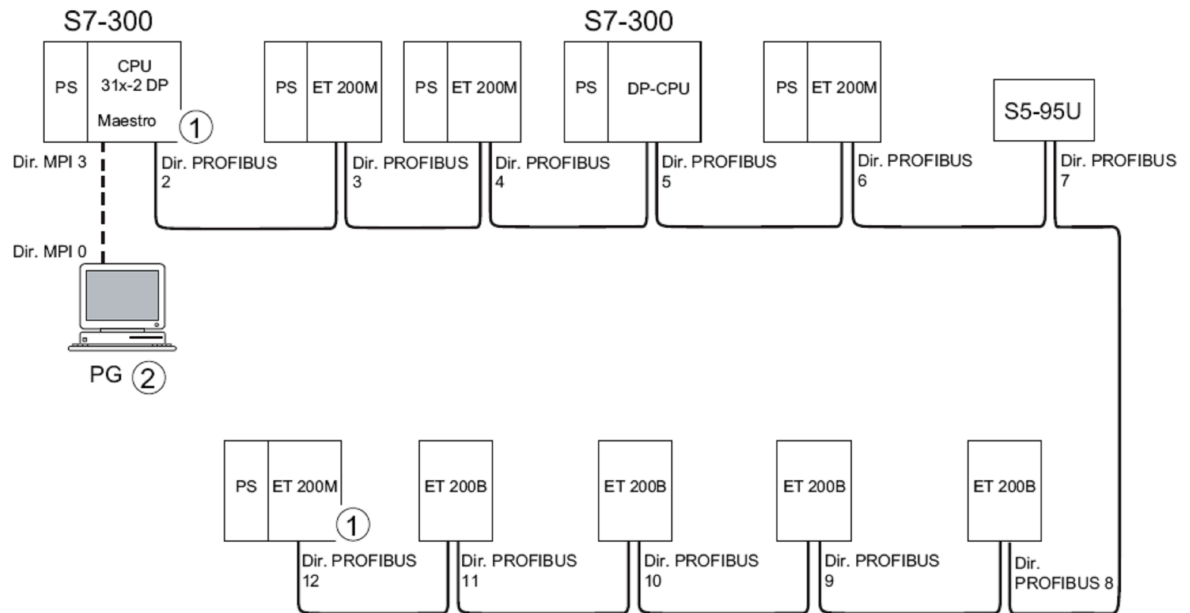 S7-300
S7-300
PS
CPU
31x-2 DP
Maestro
①
PS
ET 200M
PS
ET 200M
PS
DP-CPU
PS
ET 200M
S5-95U
Dir. MPI 3
Dir. PROFIBUS
2
Dir. PROFIBUS
3
Dir. PROFIBUS
4
Dir. PROFIBUS
5
Dir. PROFIBUS
6
Dir. PROFIBUS
7
Dir. MPI 0
PG ②
PS
ET 200M
①
ET 200B
ET 200B
ET 200B
ET 200B
Dir. PROFIBUS
12
Dir. PROFIBUS
11
Dir. PROFIBUS
10
Dir. PROFIBUS
9
Dir.
PROFIBUS 8